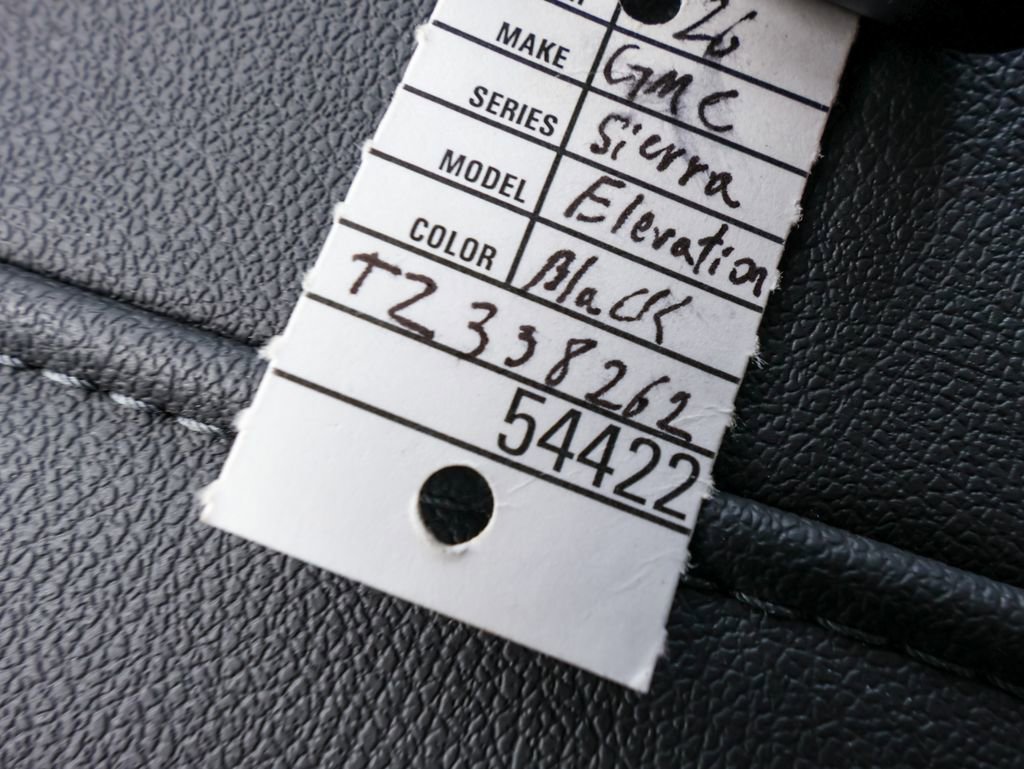 26
MAKE GMC
SERIES Sierra
MODEL Elevation
COLOR Black
TZ338262
54422